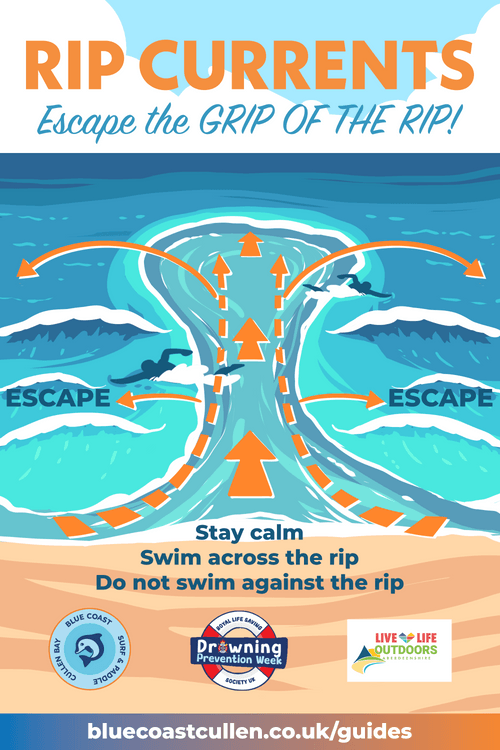 RIP CURRENTS
Escape the GRIP OF THE RIP!
ESCAPE
ESCAPE
Stay calm
Swim across the rip
Do not swim against the rip
BLUE COAST
SURF & PADDLE
CULLEN BAY
ROYAL LIFE SAVING
Drowning
Prevention Week
SOCIETY UK
LIVE LIFE
OUTDOORS
ABERDEENSHIRE
bluecoastcullen.co.uk/guides